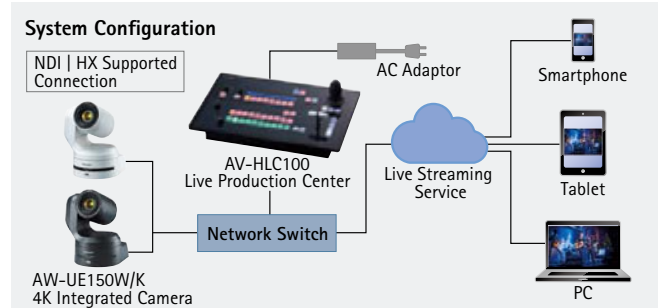 System Configuration
NDI | HX Supported
Connection
AC Adaptor
Smartphone
AV-HLC100
Live Production Center
Live Streaming
Service
Tablet
Network Switch
AW-UE150W/K
4K Integrated Camera
PC